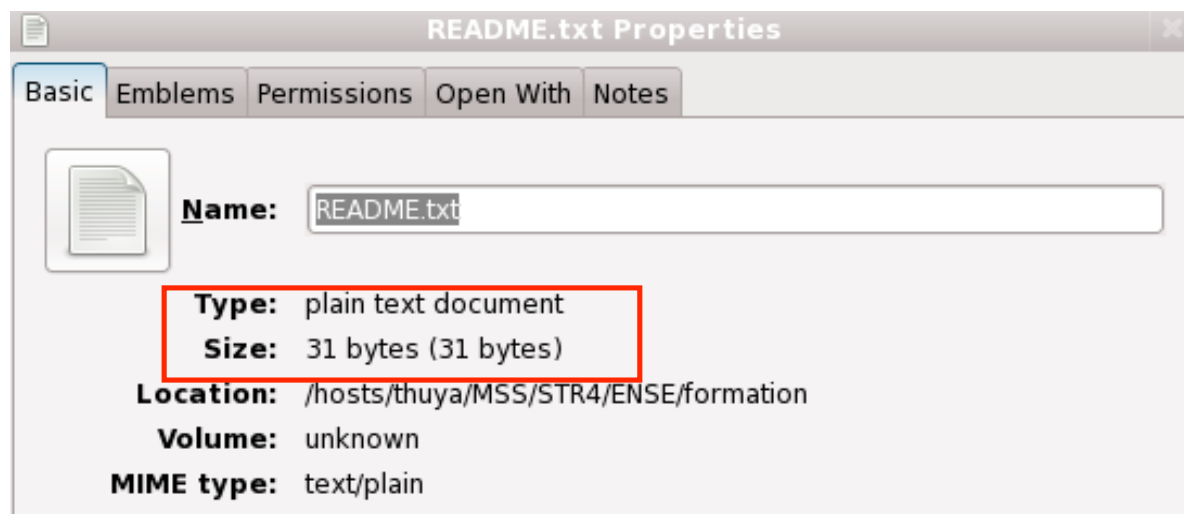 README.txt Properties
Basic Emblems Permissions Open With Notes
Name: README.txt
Type: plain text document
Size: 31 bytes (31 bytes)
Location: /hosts/thuya/MSS/STR4/ENSE/formation
Volume: unknown
MIME type: text/plain